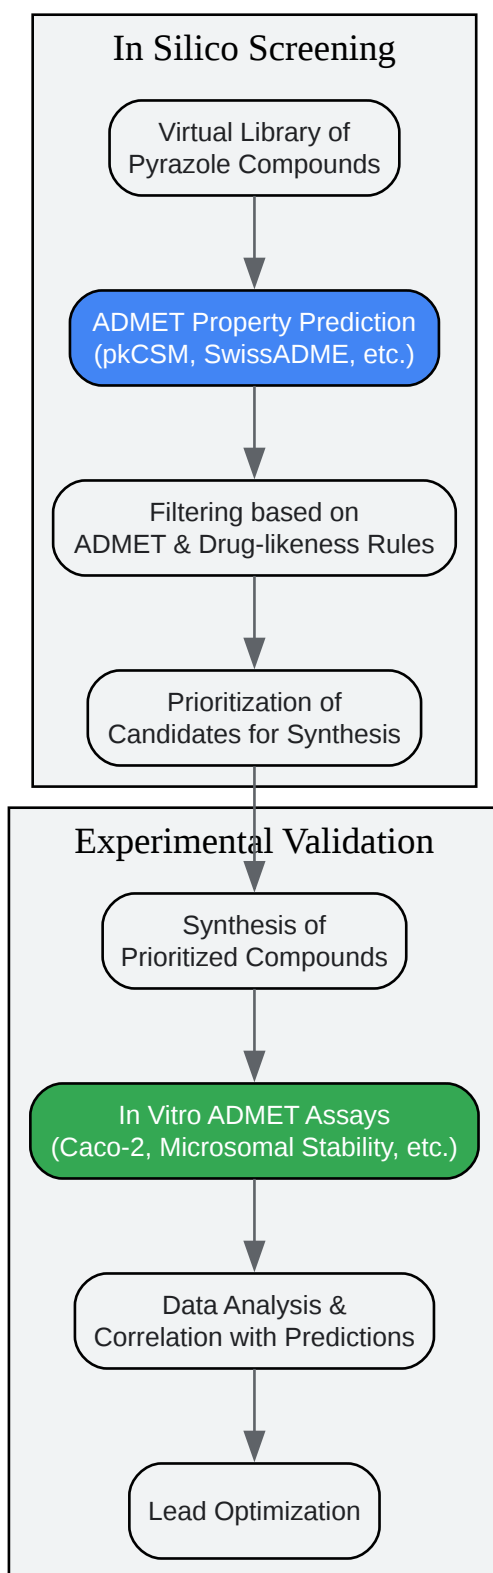 In Silico Screening
Virtual Library of
Pyrazole Compounds
ADMET Property Prediction
(pkCSM, SwissADME, etc.)
Filtering based on
ADMET & Drug-likeness Rules
Prioritization of
Candidates for Synthesis
Experimental Validation
Synthesis of
Prioritized Compounds
In Vitro ADMET Assays
(Caco-2, Microsomal Stability, etc.)
Data Analysis &
Correlation with Predictions
Lead Optimization